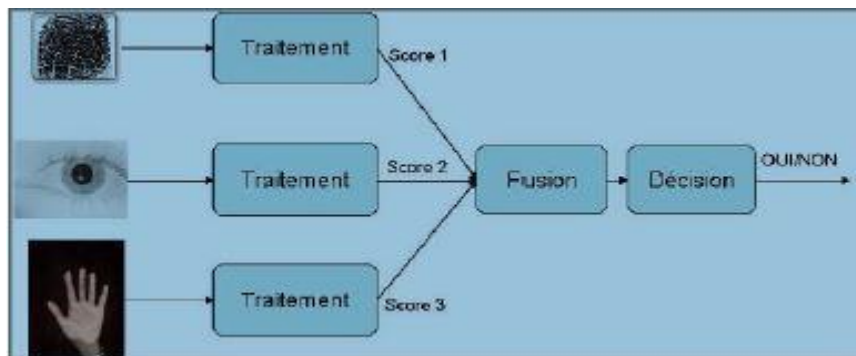 Traitement
Score 1
Traitement
Score 2
Fusion
Décision
OUI/NON
Traitement
Score 3